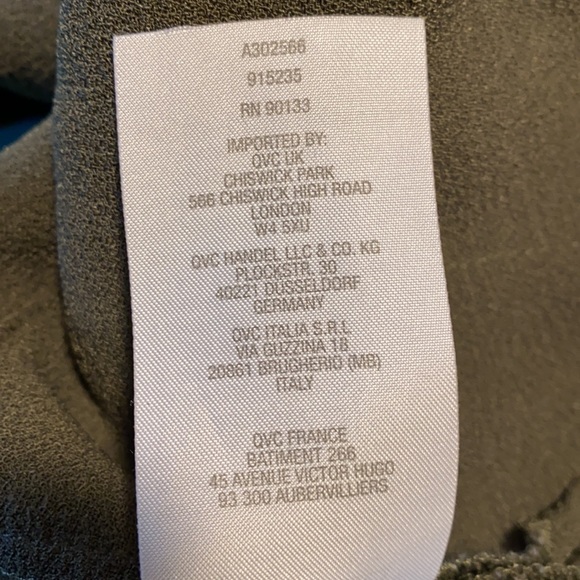 A302566
915235
RN 90133
IMPORTED BY:
QVC UK
CHISWICK PARK
566 CHISWICK HIGH ROAD
LONDON
W4 5XU
QVC HANDEL LLC & CO. KG
PLOCKSTR. 30
40221 DUSSELDORF
GERMANY
QVC ITALIA S.R.L
VIA GUZZINA 18
20861 BRUGHERIO (MB)
ITALY
QVC FRANCE
BATIMENT 266
45 AVENUE VICTOR HUGO
93 300 AUBERVILLIERS